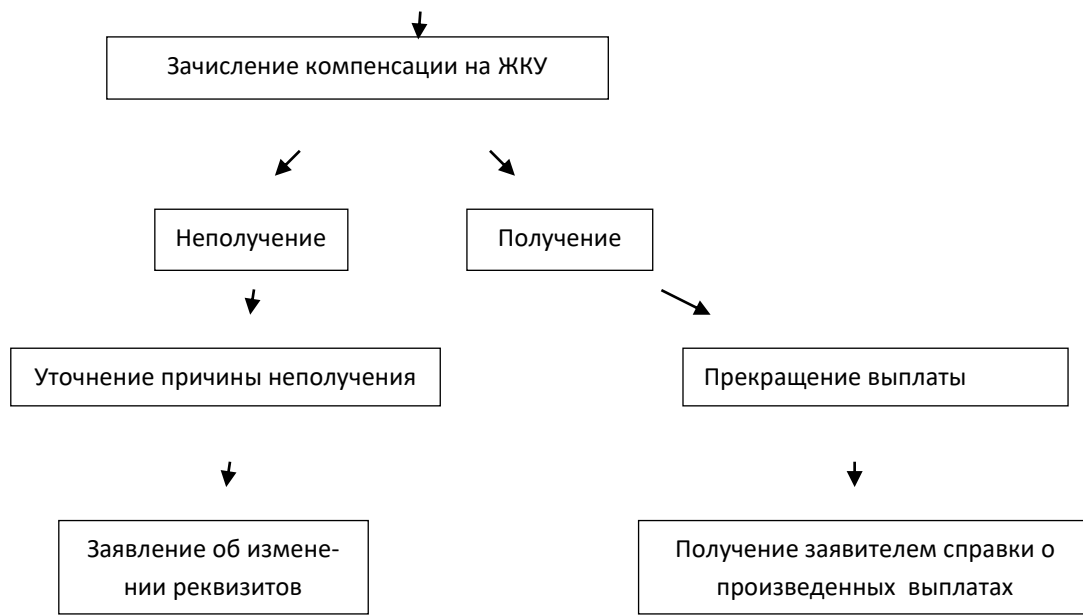 Зачисление компенсации на ЖКУ
Неполучение
Получение
Уточнение причины неполучения
Прекращение выплаты
Заявление об измене-
нии реквизитов
Получение заявителем справки о
произведенных выплатах